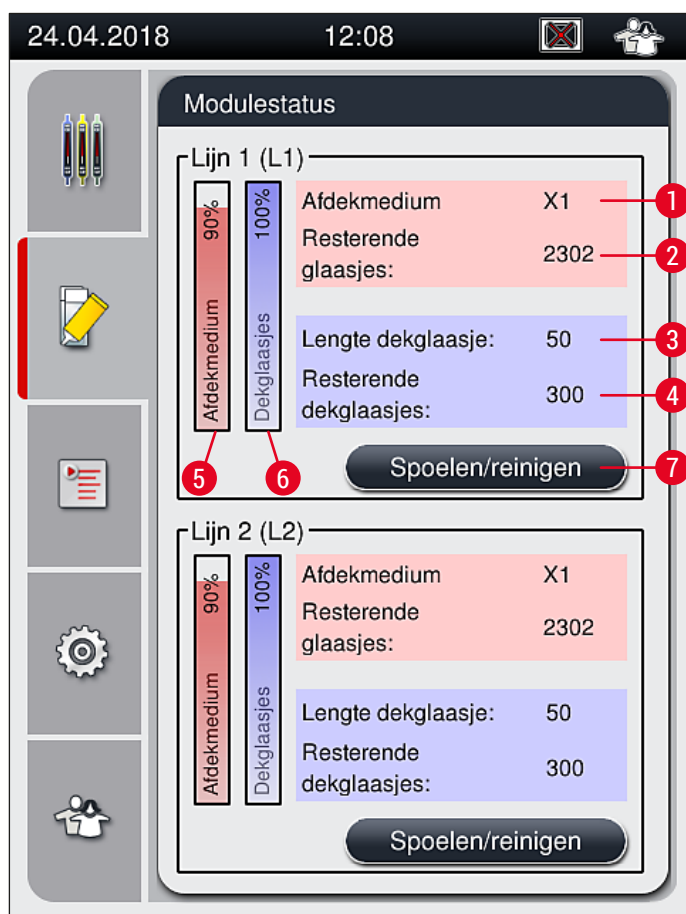 24.04.2018 12:08
Modulestatus
Lijn 1 (L1)
90%
Afdekmedium
100%
Dekglaasjes
Afdekmedium X1 1
Resterende
glaasjes: 2302 2
Lengte dekglaasje: 50 3
Resterende
dekglaasjes: 300 4
5 6
Spoelen/reinigen 7
Lijn 2 (L2)
90%
Afdekmedium
100%
Dekglaasjes
Afdekmedium X1
Resterende
glaasjes: 2302
Lengte dekglaasje: 50
Resterende
dekglaasjes: 300
Spoelen/reinigen